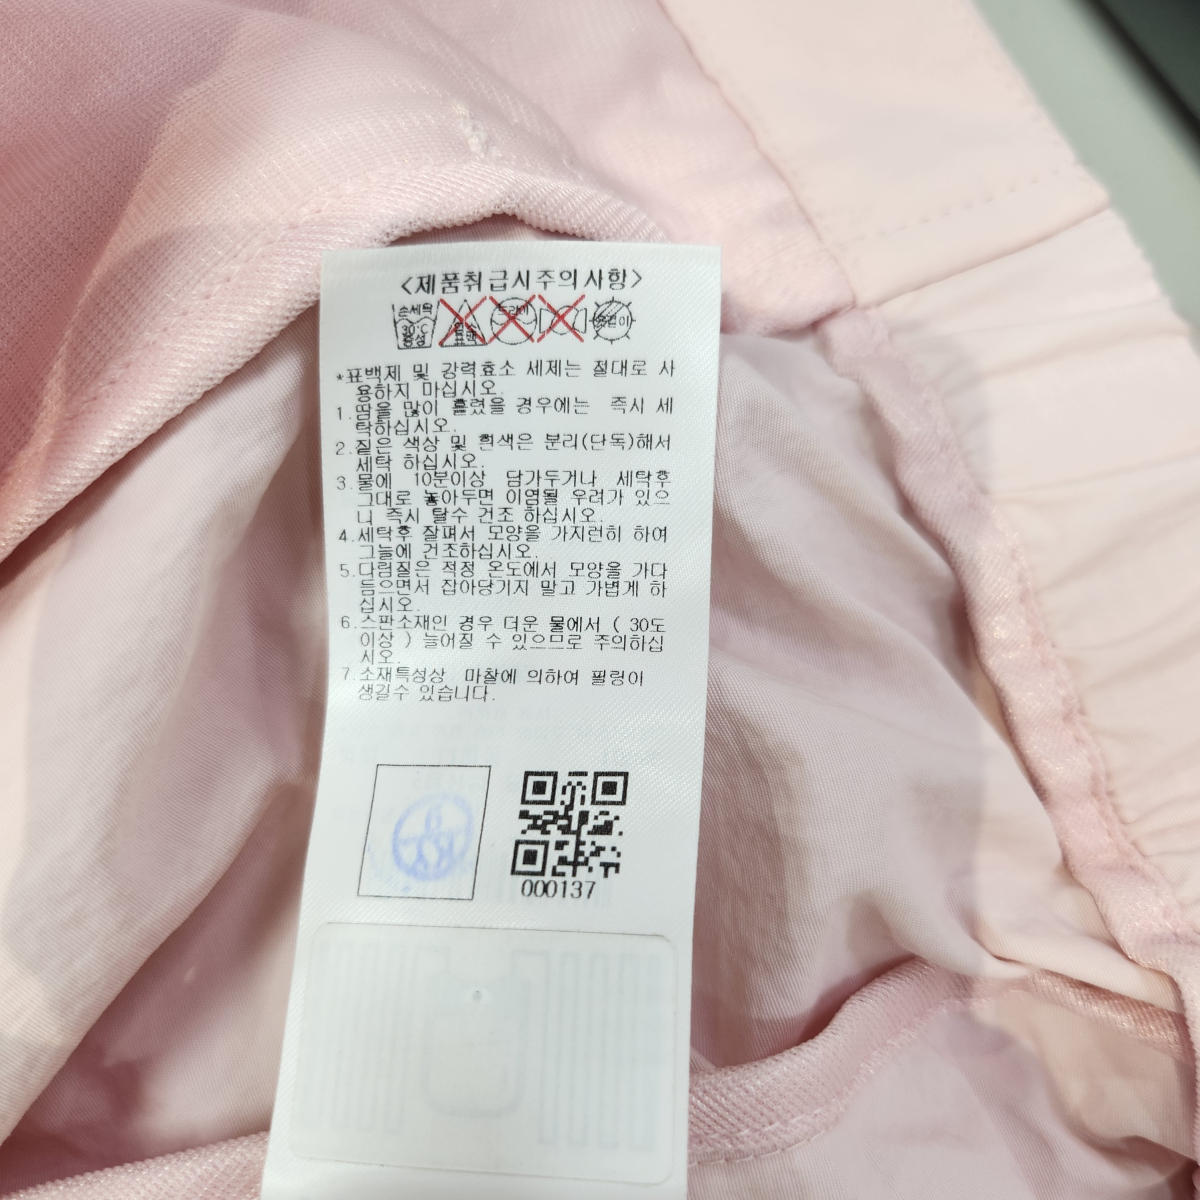 <제품취급시주의사항>
손세탁
30℃
중성
염소
표백
드라이
옷걸이
*표백제 및 강력효소 세제는 절대로 사
용하지 마십시오.
1.땀을 많이 흘렸을 경우에는 즉시 세
탁하십시오.
2.짙은 색상 및 흰색은 분리(단독)해서
세탁 하십시오.
3.물에 10분이상 담가두거나 세탁후
그대로 놓아두면 이염될 우려가 있으
니 즉시 탈수 건조 하십시오.
4.세탁후 잘펴서 모양을 가지런히 하여
그늘에 건조하십시오.
5.다림질은 적정 온도에서 모양을 가다
듬으면서 잡아당기지 말고 가볍게 하
십시오.
6.스판소재인 경우 더운 물에서 ( 30도
이상 ) 늘어질 수 있으므로 주의하십
시오.
7.소재특성상 마찰에 의하여 필링이
생길수 있습니다.
000137